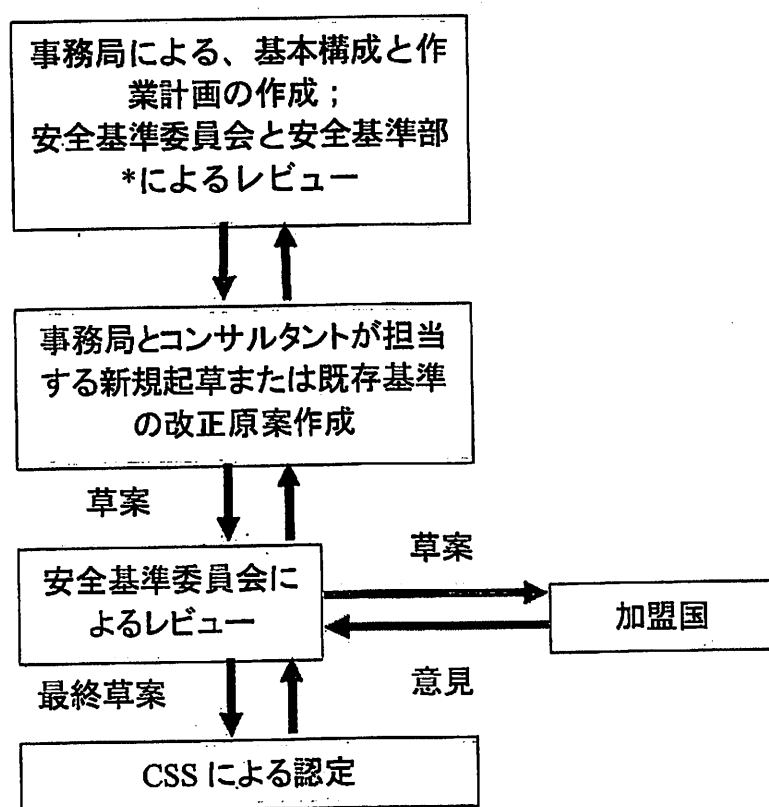 事務局による、基本構成と作
業計画の作成；
安全基準委員会と安全基準部
*によるレビュー
事務局とコンサルタントが担当
する新規起草または既存基準
の改正原案作成
草案
安全基準委員会に
よるレビュー
草案
加盟国
意見
最終草案
CSS による認定